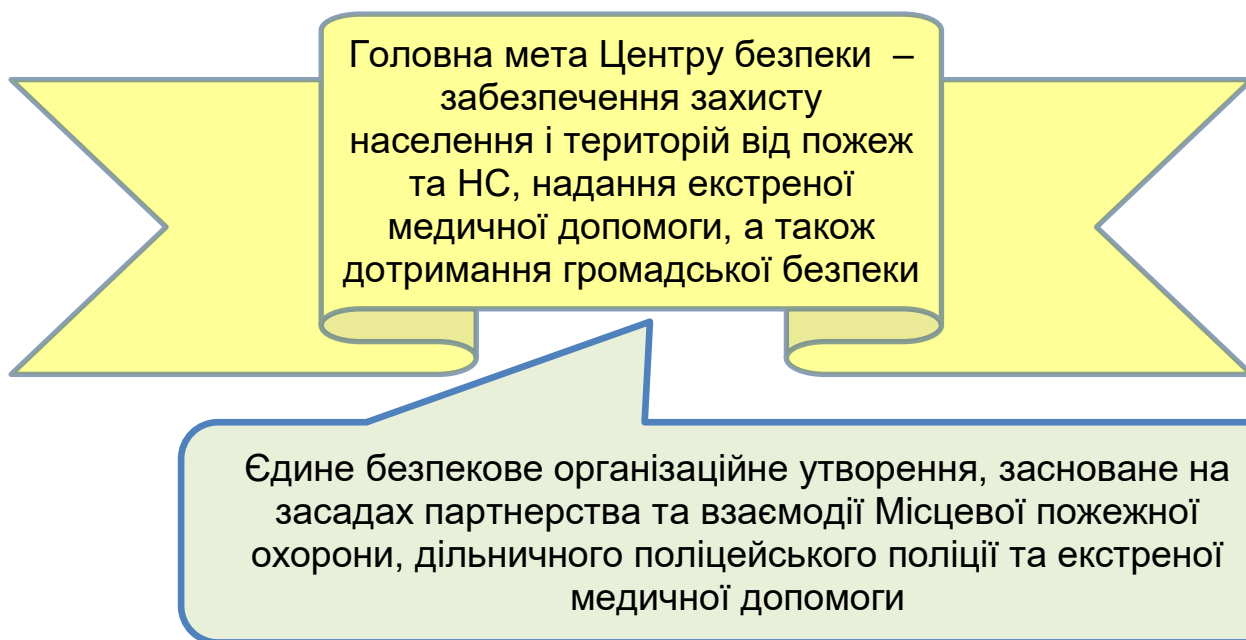 Головна мета Центру безпеки –
забезпечення захисту
населення і територій від пожеж
та НС, надання екстреної
медичної допомоги, а також
дотримання громадської безпеки
Єдине безпекове організаційне утворення, засноване на
засадах партнерства та взаємодії Місцевої пожежної
охорони, дільничного поліцейського поліції та екстреної
медичної допомоги